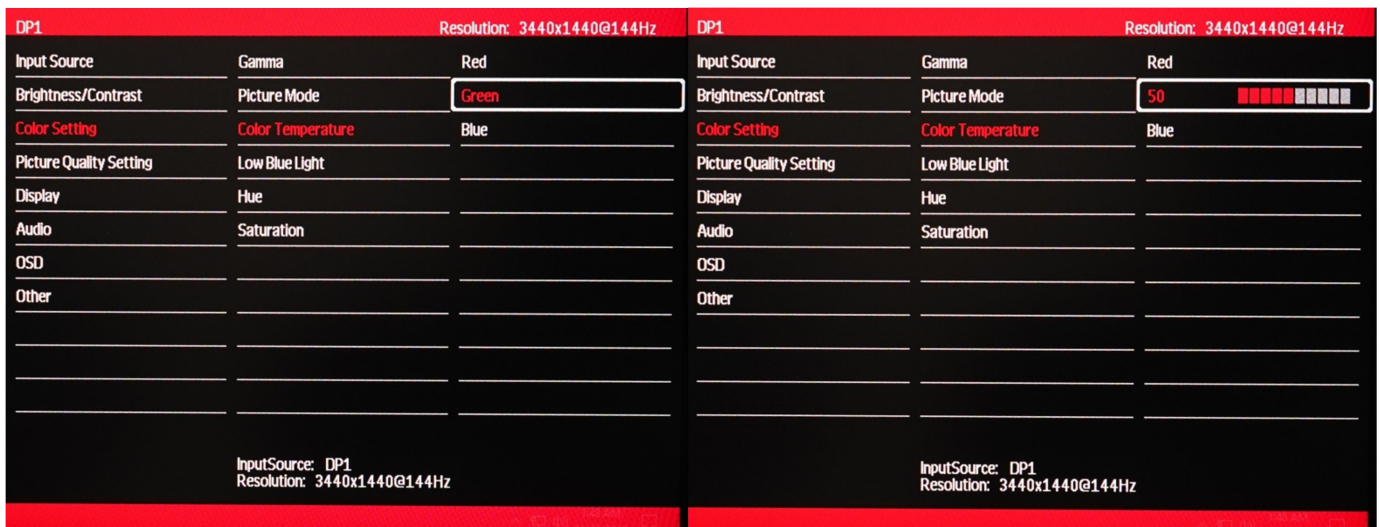 DP1 Resolution: 3440x1440@144Hz
Input Source Gamma Red
Brightness/Contrast Picture Mode Green
Color Setting Color Temperature Blue
Picture Quality Setting Low Blue Light
Display Hue
Audio Saturation
OSD
Other
InputSource: DP1
Resolution: 3440x1440@144Hz
DP1 Resolution: 3440x1440@144Hz
Input Source Gamma Red
Brightness/Contrast Picture Mode 50
Color Setting Color Temperature Blue
Picture Quality Setting Low Blue Light
Display Hue
Audio Saturation
OSD
Other
InputSource: DP1
Resolution: 3440x1440@144Hz